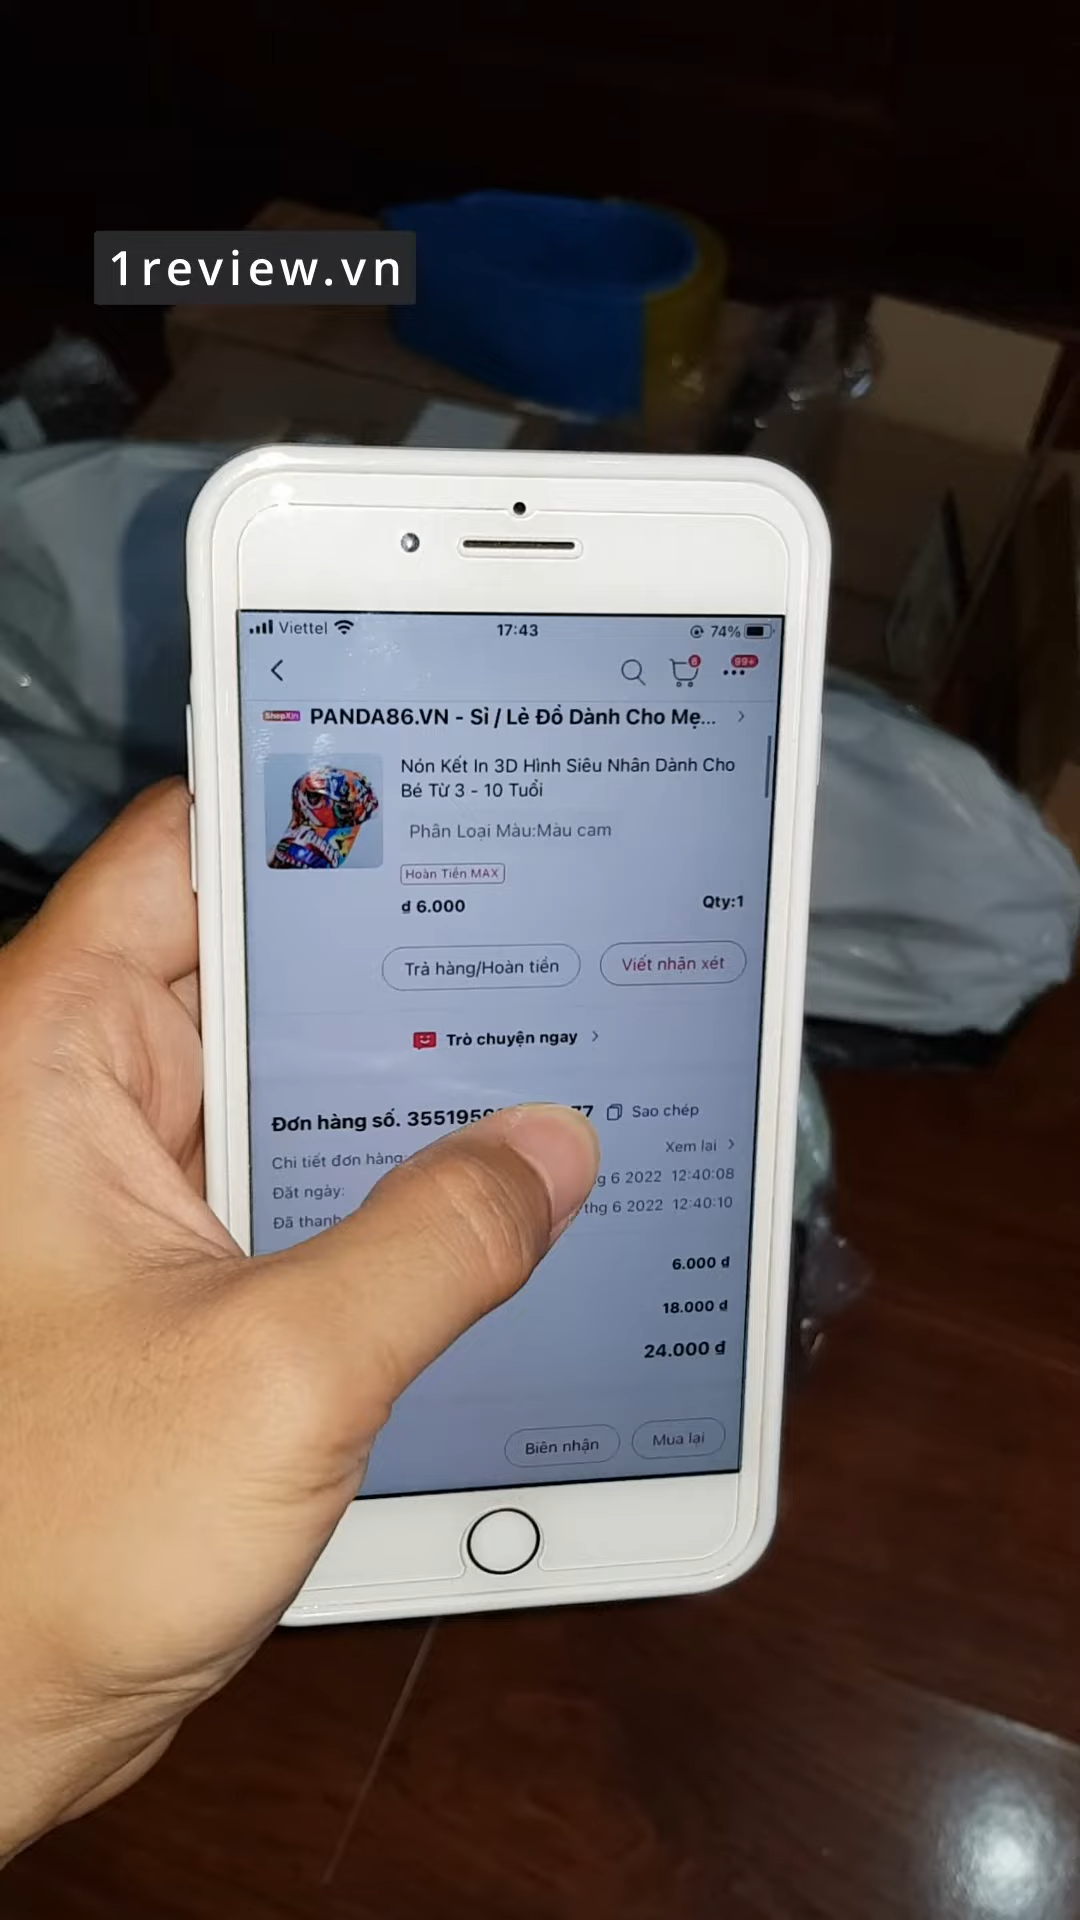 1review.vn
Viettel
17:43
74%
8
99+
ShopXịn
PANDA86.VN - Sỉ / Lẻ Đồ Dành Cho Mẹ...
Nón Kết In 3D Hình Siêu Nhân Dành Cho
Bé Từ 3 - 10 Tuổi
Phân Loại Màu:Màu cam
Hoàn Tiền MAX
₫ 6.000
Qty:1
Trả hàng/Hoàn tiền
Viết nhận xét
Trò chuyện ngay
Đơn hàng số. 355195
77
Sao chép
Chi tiết đơn hàng:
Xem lại
Đặt ngày:
6 2022 12:40:08
Đã thanh
thg 6 2022 12:40:10
6.000 ₫
18.000 ₫
24.000 ₫
Biên nhận
Mua lại